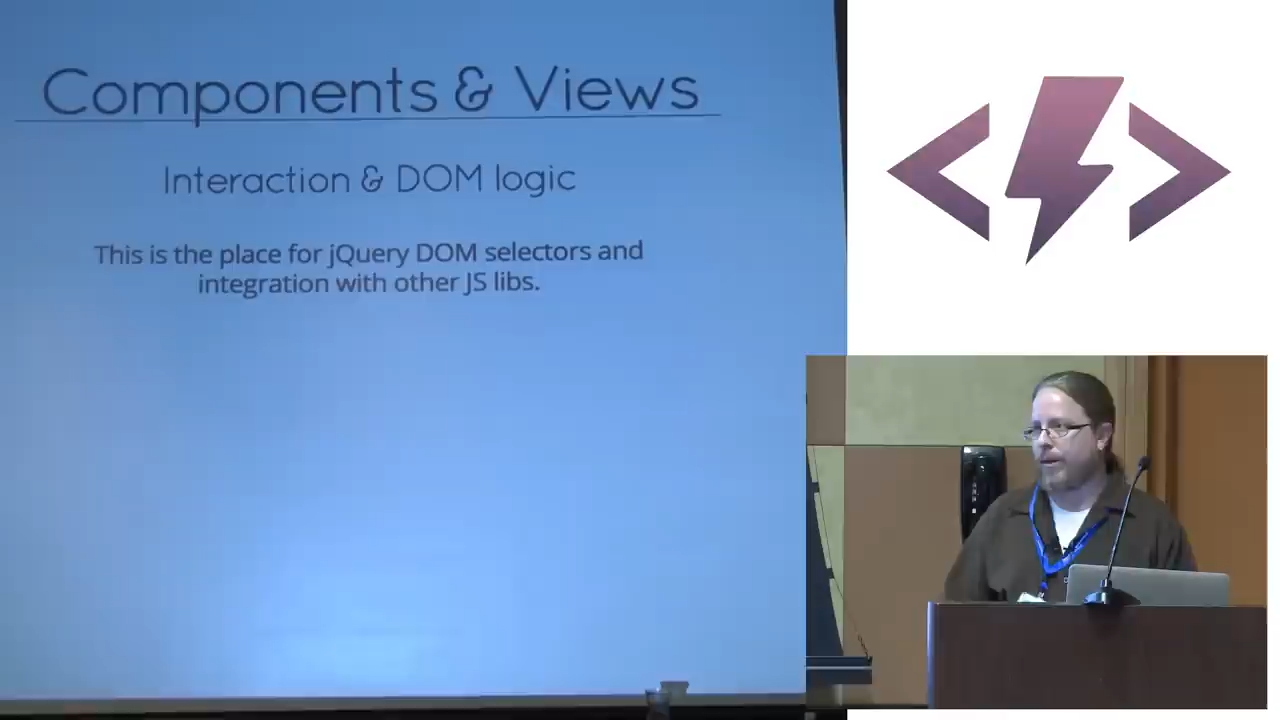 Components & Views
Interaction & DOM logic
This is the place for jQuery DOM selectors and
integration with other JS libs.